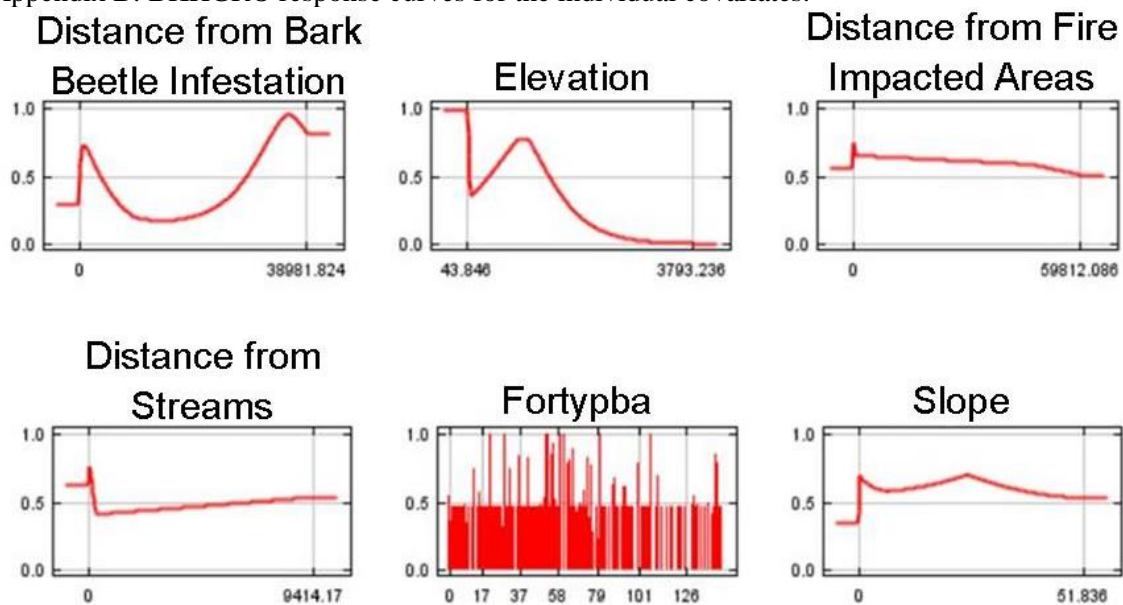 Distance from Bark
Beetle Infestation
1.0
0.5
0.0
0
38981.824
Elevation
1.0
0.5
0.0
43.846
3793.236
Distance from Fire
Impacted Areas
1.0
0.5
0.0
0
59812.086
Distance from
Streams
1.0
0.5
0.0
0
9414.17
Fortypba
1.0
0.5
0.0
0 17 37 58 79 101 126
Slope
1.0
0.5
0.0
0
51.836